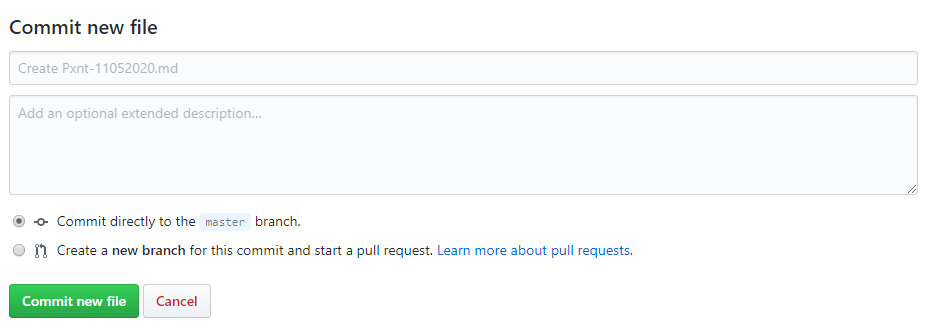 Commit new file
Create Pxnt-11052020.md
Add an optional extended description...
Commit directly to the master branch.
Create a new branch for this commit and start a pull request. Learn more about pull requests.
Commit new file Cancel